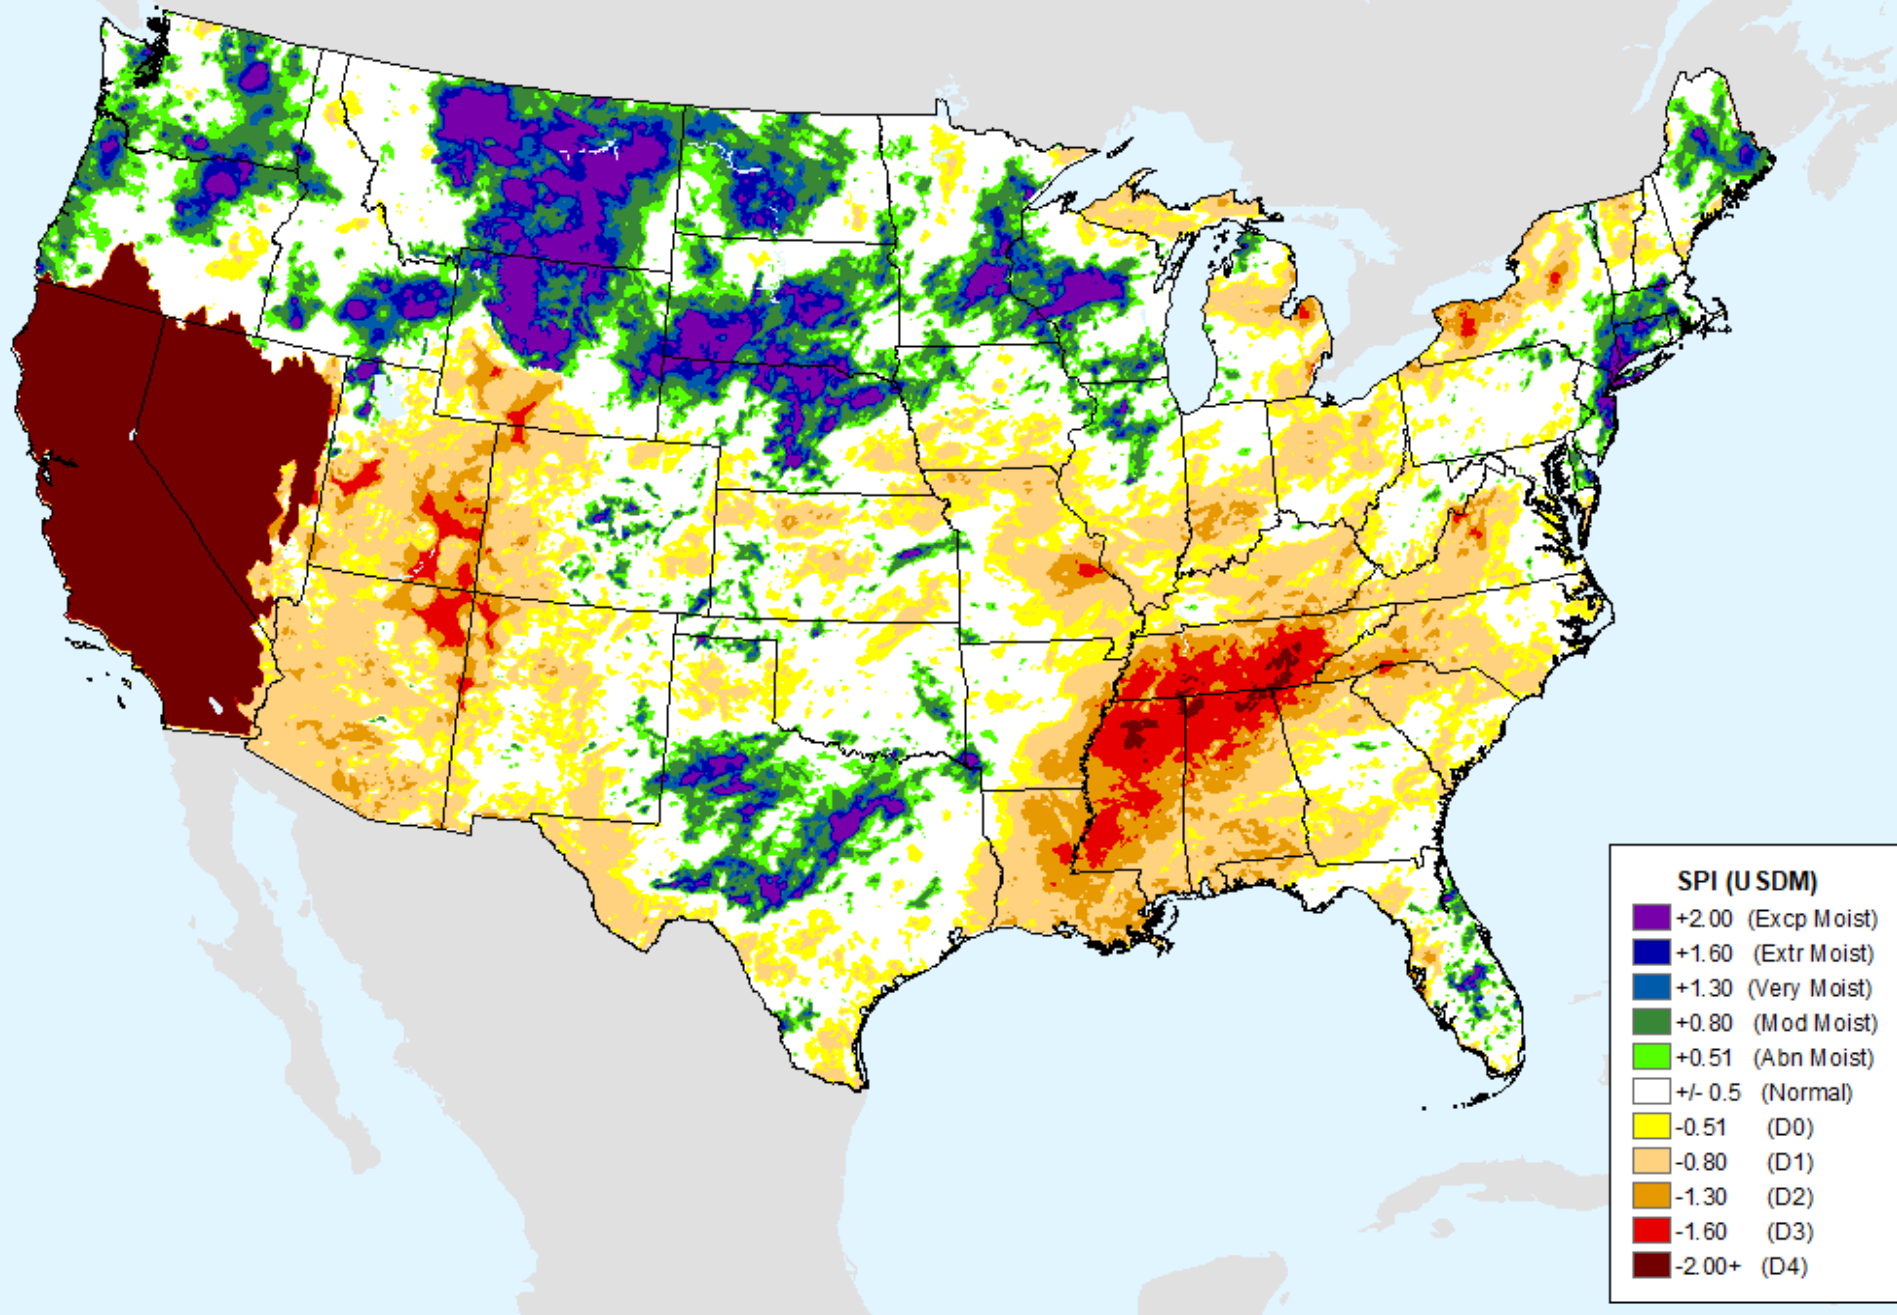 SPI (USDM)
+2.00 (Excp Moist)
+1.60 (Extr Moist)
+1.30 (Very Moist)
+0.80 (Mod Moist)
+0.51 (Abn Moist)
+/- 0.5 (Normal)
-0.51 (D0)
-0.80 (D1)
-1.30 (D2)
-1.60 (D3)
-2.00+ (D4)